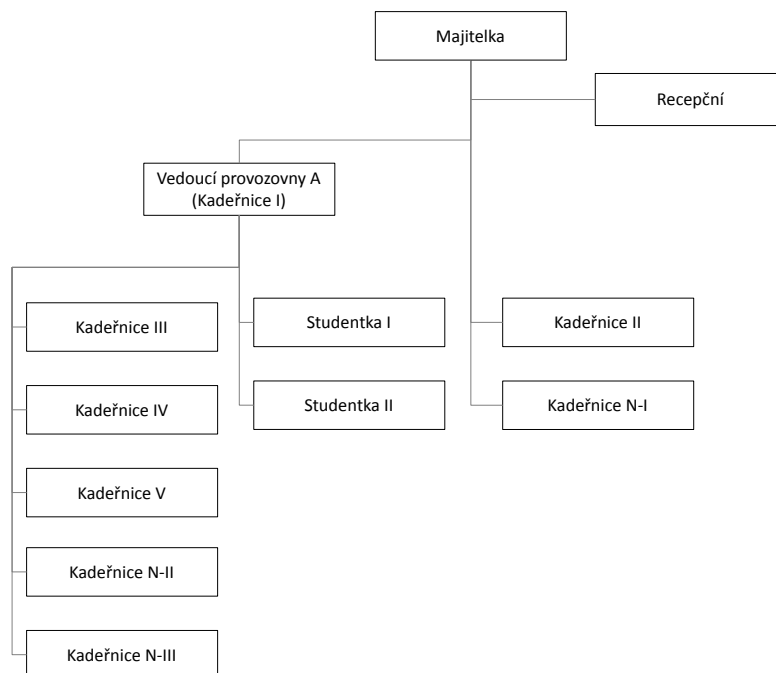 Majitelka
Recepční
Vedoucí provozovny A
(Kadeřnice I)
Kadeřnice III
Studentka I
Kadeřnice II
Kadeřnice IV
Studentka II
Kadeřnice N-I
Kadeřnice V
Kadeřnice N-II
Kadeřnice N-III